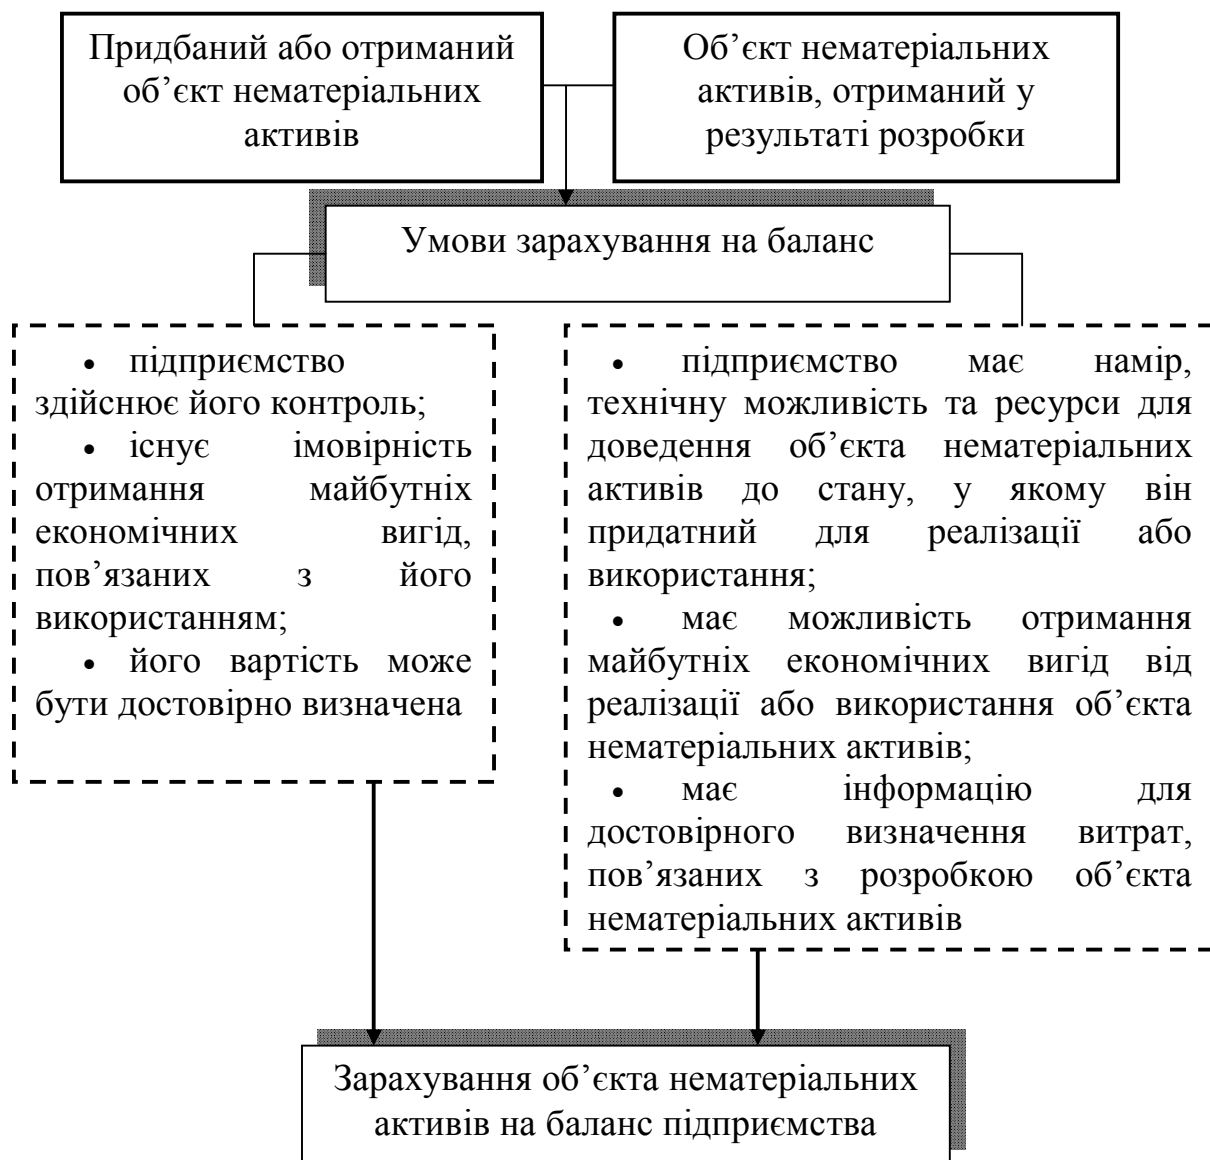 Придбаний або отриманий
об’єкт нематеріальних
активів
Об’єкт нематеріальних
активів, отриманий у
результаті розробки
Умови зарахування на баланс
• підприємство
здійснює його контроль;
• існує імовірність
отримання майбутніх
економічних вигід,
пов’язаних з його
використанням;
• його вартість може
бути достовірно визначена
• підприємство має намір,
технічну можливість та ресурси для
доведення об’єкта нематеріальних
активів до стану, у якому він
придатний для реалізації або
використання;
• має можливість отримання
майбутніх економічних вигід від
реалізації або використання об’єкта
нематеріальних активів;
• має інформацію для
достовірного визначення витрат,
пов’язаних з розробкою об’єкта
нематеріальних активів
Зарахування об’єкта нематеріальних
активів на баланс підприємства